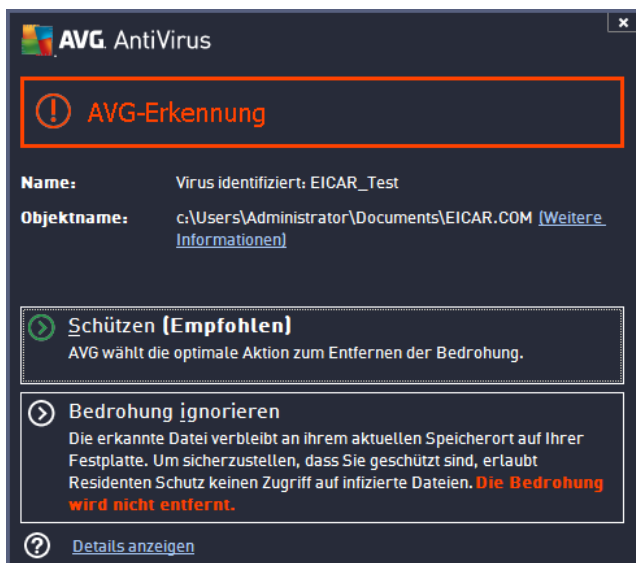 AVG. AntiVirus
AVG-Erkennung
Name: Virus identifiziert: EICAR_Test
Objektname: c:\Users\Administrator\Documents\EICAR.COM (Weitere
Informationen)
Schützen (Empfohlen)
AVG wählt die optimale Aktion zum Entfernen der Bedrohung.
Bedrohung ignorieren
Die erkannte Datei verbleibt an ihrem aktuellen Speicherort auf Ihrer
Festplatte. Um sicherzustellen, dass Sie geschützt sind, erlaubt
Residenten Schutz keinen Zugriff auf infizierte Dateien. Die Bedrohung
wird nicht entfernt.
Details anzeigen